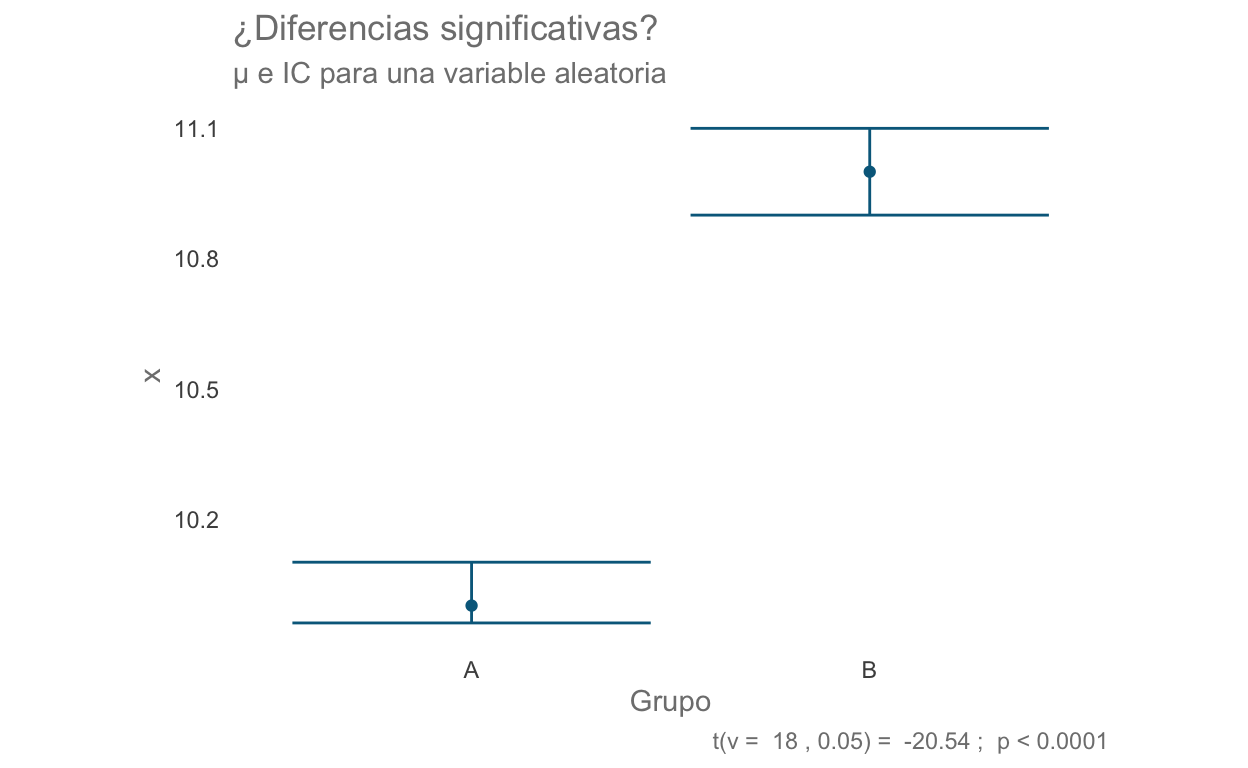 ¿Diferencias significativas?
μ e IC para una variable aleatoria
11.1
10.8
x
10.5
10.2
A
B
Grupo
t(v =  18 , 0.05) =  -20.54 ;  p < 0.0001